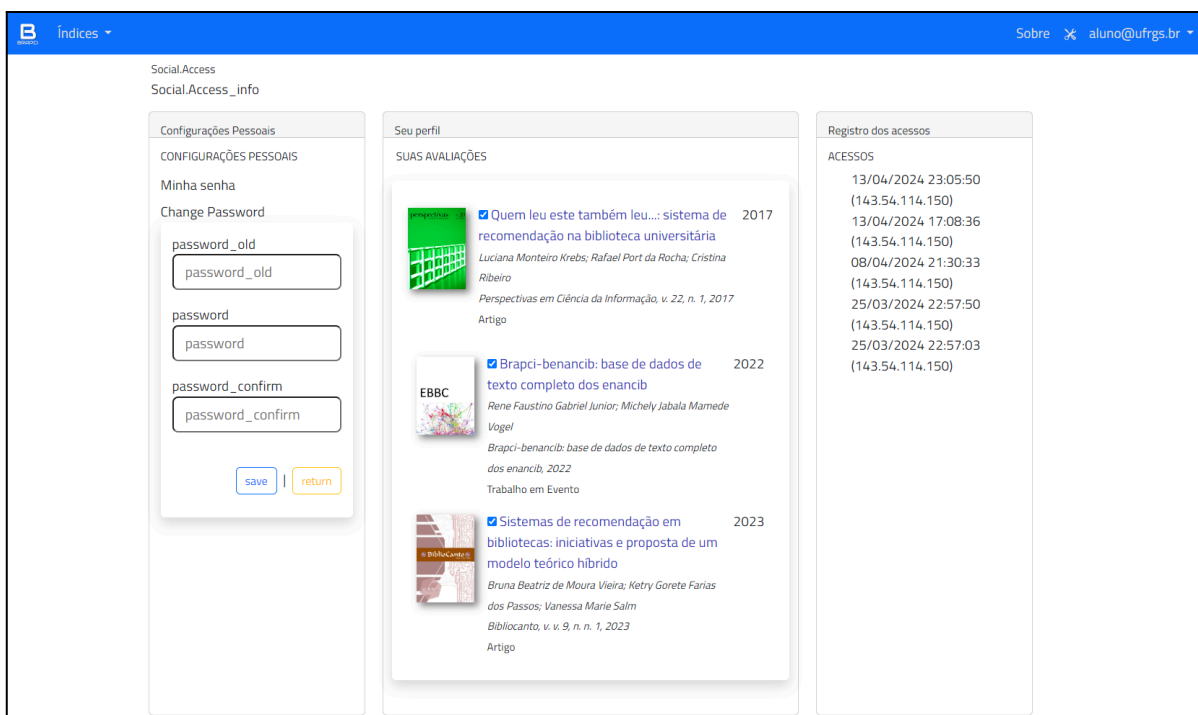 B
BRAPCI
Índices
Sobre
aluno@ufrgs.br
Social.Access
Social.Access_info
Configurações Pessoais
CONFIGURAÇÕES PESSOAIS
Minha senha
Change Password
password_old
password_old
password
password
password_confirm
password_confirm
save | return
Seu perfil
SUAS AVALIAÇÕES
perspectivas
Quem leu este também leu...: sistema de 2017
recomendação na biblioteca universitária
Luciana Monteiro Krebs; Rafael Port da Rocha; Cristina
Ribeiro
Perspectivas em Ciência da Informação, v. 22, n. 1, 2017
Artigo
EBBC
Brapci-benancib: base de dados de 2022
texto completo dos enancib
Rene Faustino Gabriel Junior; Michely Jabala Mamede
Vogel
Brapci-benancib: base de dados de texto completo
dos enancib, 2022
Trabalho em Evento
BiblioCanto
Sistemas de recomendação em 2023
bibliotecas: iniciativas e proposta de um
modelo teórico híbrido
Bruna Beatriz de Moura Vieira; Ketry Gorete Farias
dos Passos; Vanessa Marie Salm
Bibliocanto, v. v. 9, n. n. 1, 2023
Artigo
Registro dos acessos
ACESSOS
13/04/2024 23:05:50
(143.54.114.150)
13/04/2024 17:08:36
(143.54.114.150)
08/04/2024 21:30:33
(143.54.114.150)
25/03/2024 22:57:50
(143.54.114.150)
25/03/2024 22:57:03
(143.54.114.150)